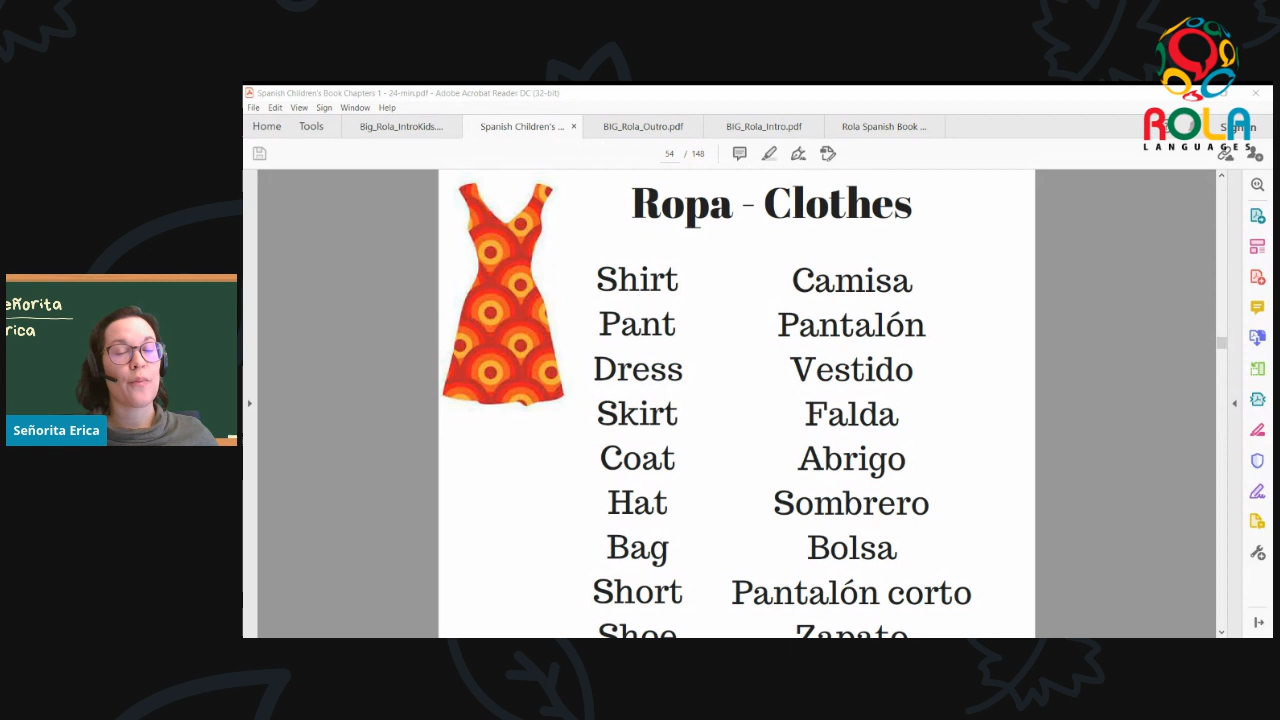 ROLA
LANGUAGES
Spanish Children's Book Chapters 1 - 24-min.pdf - Adobe Acrobat Reader DC (32-bit)
File Edit View Sign Window Help
Home Tools Big_Rola_IntroKids.... Spanish Children's ... × BIG_Rola_Outro.pdf BIG_Rola_Intro.pdf Rola Spanish Book ...
54 / 148
Ropa - Clothes
Shirt Camisa
Pant Pantalón
Dress Vestido
Skirt Falda
Coat Abrigo
Hat Sombrero
Bag Bolsa
Short Pantalón corto
Shoe Zapato
eñorita
rica
Señorita Erica